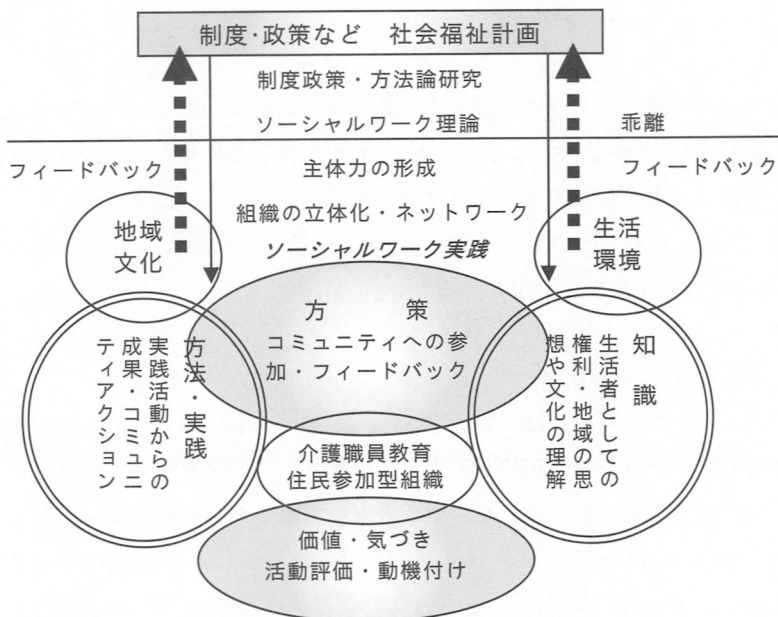 制度・政策など　社会福祉計画
制度政策・方法論研究
ソーシャルワーク理論
乖離
フィードバック
主体力の形成
フィードバック
組織の立体化・ネットワーク
地域
文化
生活
環境
ソーシャルワーク実践
方　　策
コミュニティへの参
加・フィードバック
方法・実践
実践活動からの
成果・コミュニ
ティアクション
知　識
生活者としての
権利・地域の思
想や文化の理解
介護職員教育
住民参加型組織
価値・気づき
活動評価・動機付け